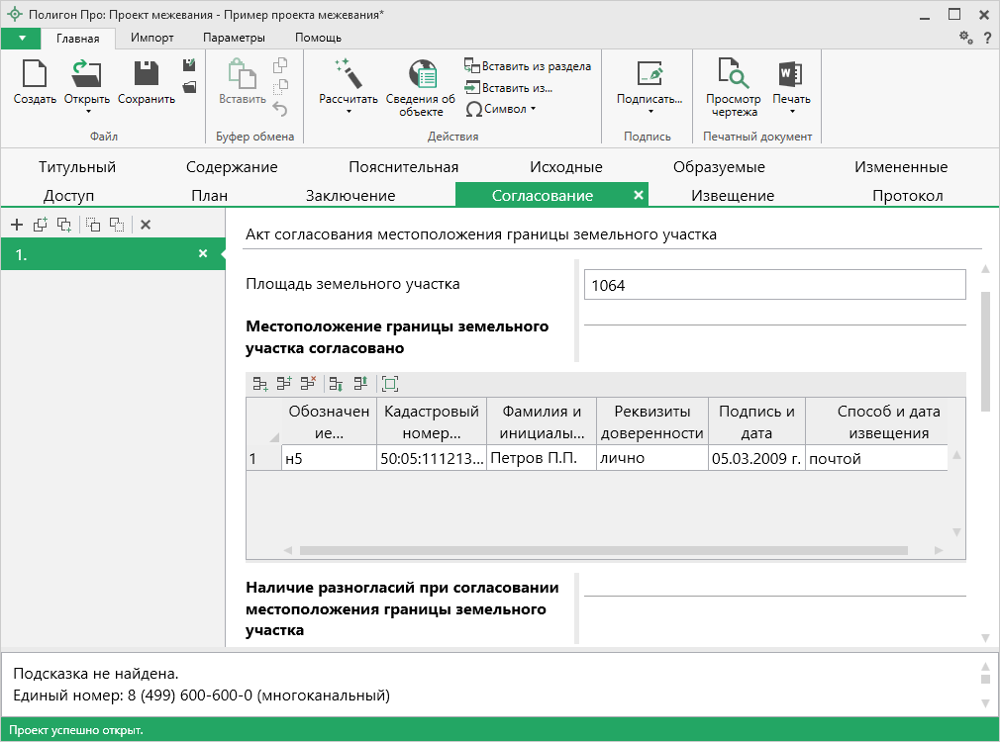 Полигон Про: Проект межевания - Пример проекта межевания*
Главная Импорт Параметры Помощь
?
Создать Открыть Сохранить Вставить Рассчитать Сведения об объекте Вставить из раздела
Вставить из...
Символ
Подписать... Просмотр чертежа Печать
Файл Буфер обмена Действия Подпись Печатный документ
Титульный Содержание Пояснительная Исходные Образуемые Измененные
Доступ План Заключение Согласование Извещение Протокол
1.
Акт согласования местоположения границы земельного участка
Площадь земельного участка 1064
Местоположение границы земельного
участка согласовано
Обозначен Кадастровый Фамилия и Реквизиты Подпись и Способ и дата
ие... номер... инициалы... доверенности дата извещения
1 н5 50:05:111213... Петров П.П. лично 05.03.2009 г. почтой
Наличие разногласий при согласовании
местоположения границы земельного
участка
Подсказка не найдена.
Единый номер: 8 (499) 600-600-0 (многоканальный)
Проект успешно открыт.